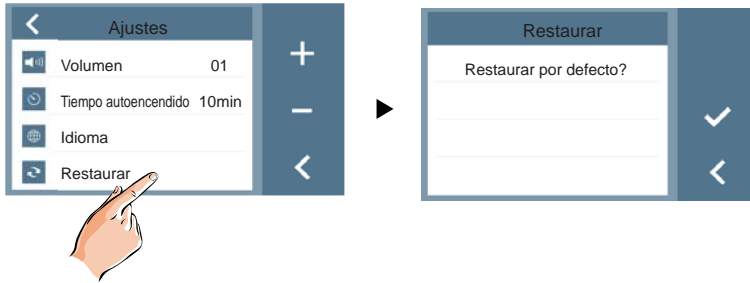 Ajustes
Volumen 01
Tiempo autoencendido 10min
Idioma
Restaurar
Restaurar
Restaurar por defecto?